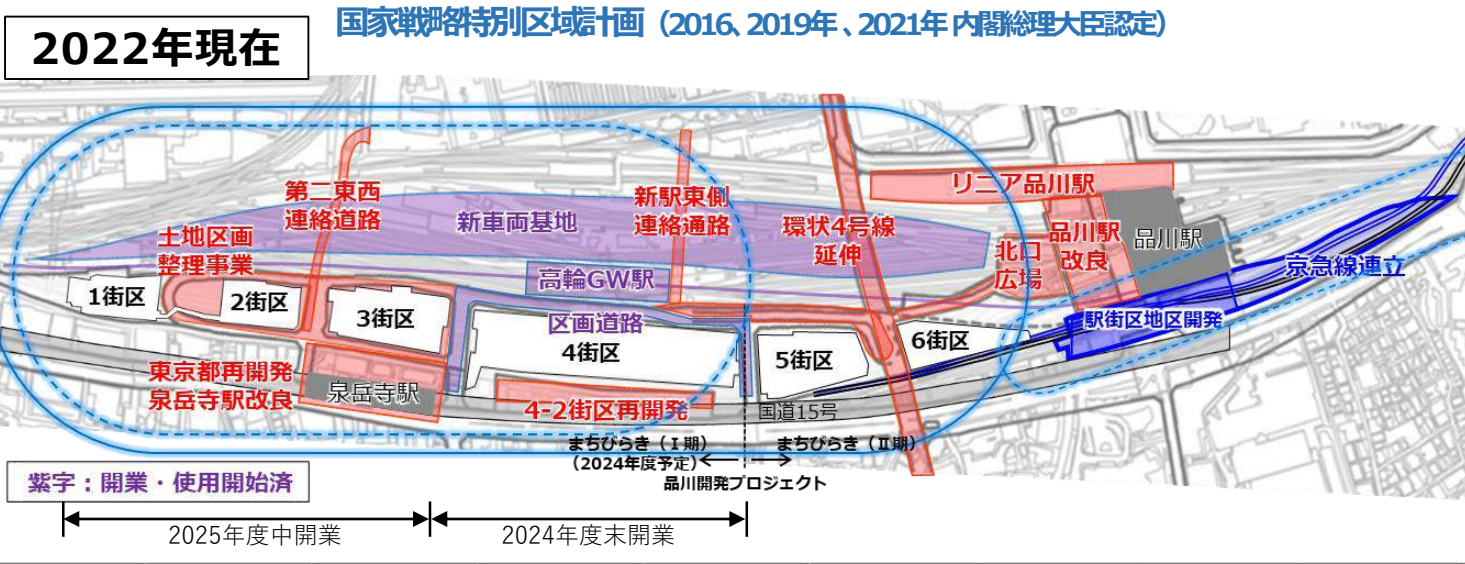 国家戦略特別区域計画（2016、2019年、2021年 内閣総理大臣認定）
2022年現在
第二東西
連絡道路
新車両基地
新駅東側
連絡通路
環状4号線
延伸
リニア品川駅
北口
広場
品川駅
改良
品川駅
京急線連立
土地区画
整理事業
高輪GW駅
1街区
2街区
3街区
区画道路
4街区
5街区
6街区
駅街区地区開発
東京都再開発
泉岳寺駅改良
泉岳寺駅
4-2街区再開発
国道15号
まちびらき（Ⅰ期）
（2024年度予定）
まちびらき（Ⅱ期）
品川開発プロジェクト
紫字：開業・使用開始済
2025年度中開業
2024年度末開業